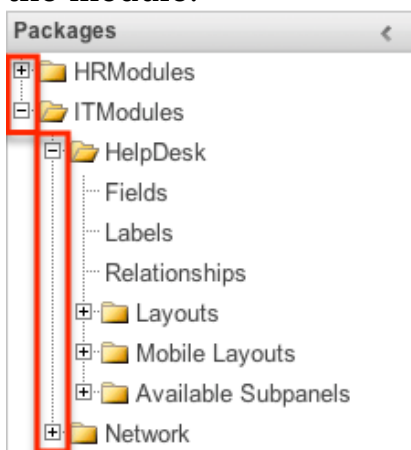 the module.
Packages
HRModules
ITModules
HelpDesk
Fields
Labels
Relationships
Layouts
Mobile Layouts
Available Subpanels
Network